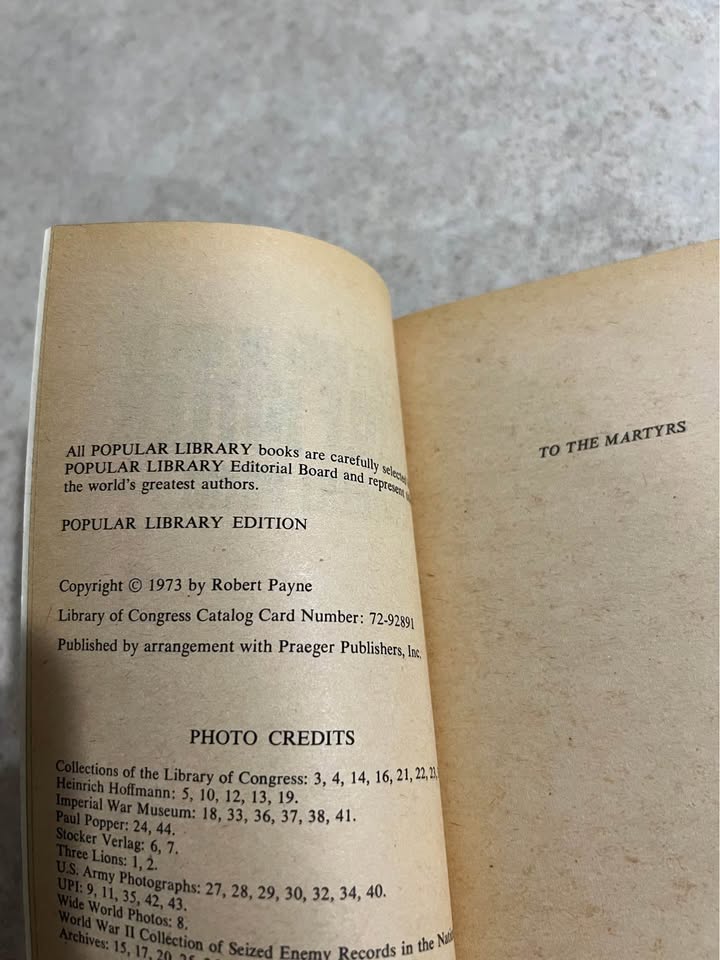 All POPULAR LIBRARY books are carefully selected
POPULAR LIBRARY Editorial Board and represent
the world's greatest authors.
POPULAR LIBRARY EDITION
Copyright © 1973 by Robert Payne
Library of Congress Catalog Card Number: 72-92891
Published by arrangement with Praeger Publishers, Inc.
PHOTO CREDITS
Collections of the Library of Congress: 3, 4, 14, 16, 21, 22, 23,
Heinrich Hoffmann: 5, 10, 12, 13, 19.
Imperial War Museum: 18, 33, 36, 37, 38, 41.
Paul Popper: 24, 44.
Stocker Verlag: 6, 7.
Three Lions: 1, 2.
U.S. Army Photographs: 27, 28, 29, 30, 32, 34, 40.
UPI: 9, 11, 35, 42, 43.
Wide World Photos: 8.
World War II Collection of Seized Enemy Records in the
Archives: 15, 17, 20,
TO THE MARTYRS